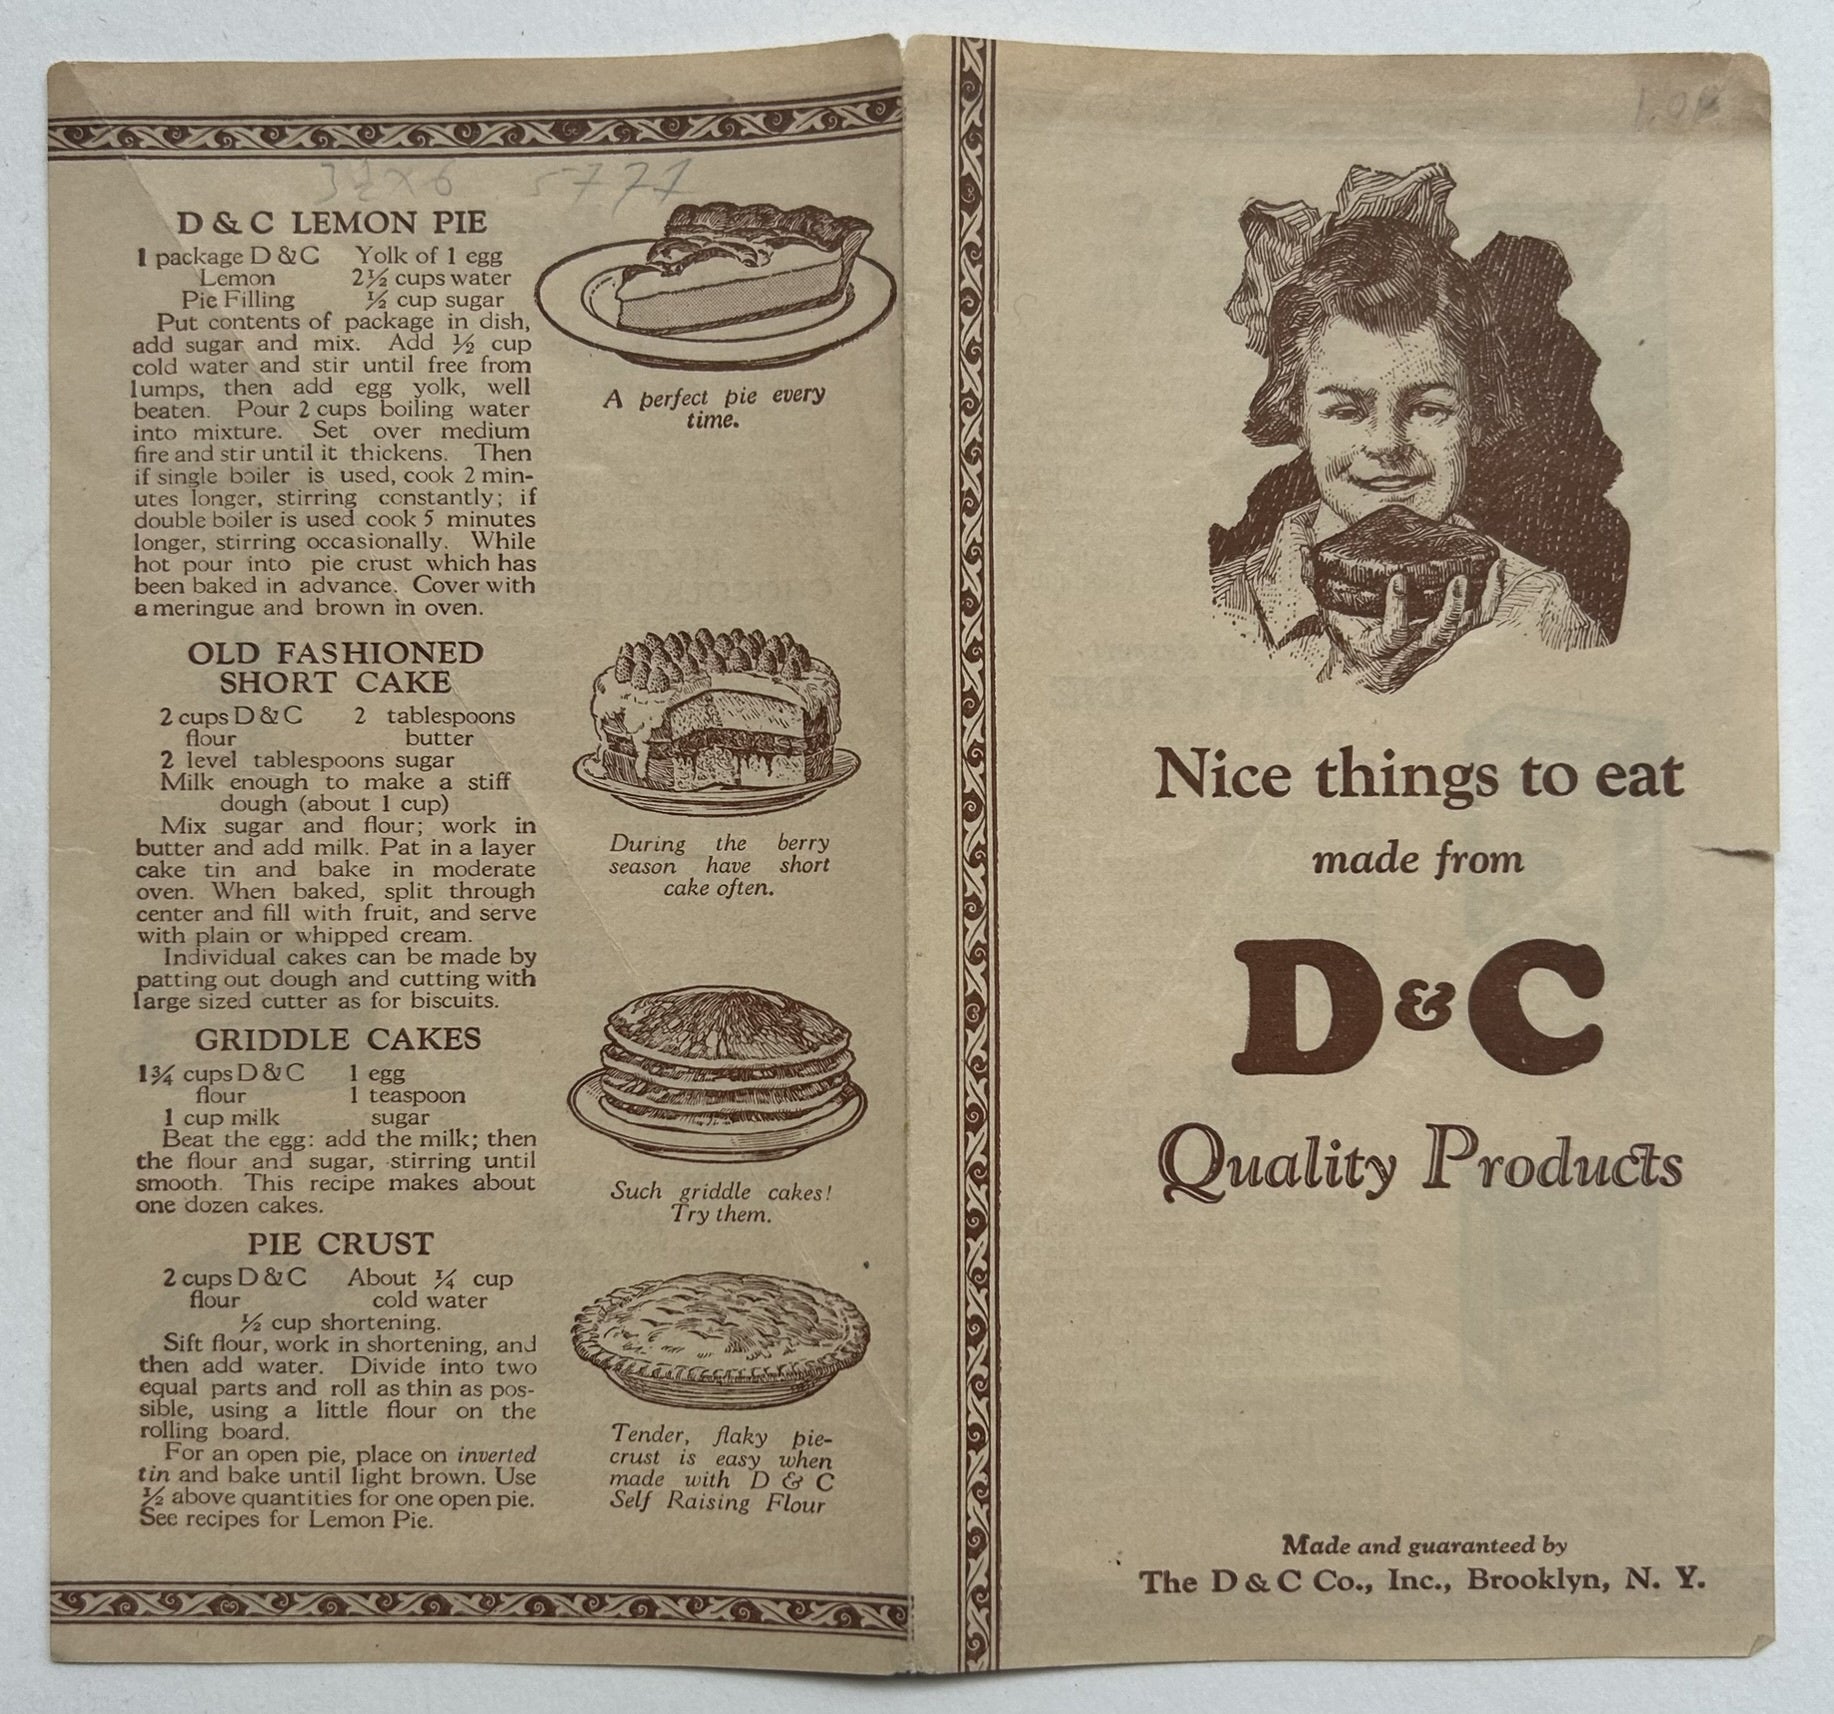 D & C LEMON PIE
1 package D & C Yolk of 1 egg
Lemon 2½ cups water
Pie Filling ½ cup sugar
Put contents of package in dish,
add sugar and mix. Add ½ cup
cold water and stir until free from
lumps, then add egg yolk, well
beaten. Pour 2 cups boiling water
into mixture. Set over medium
fire and stir until it thickens. Then
if single boiler is used, cook 2 min-
utes longer, stirring constantly; if
double boiler is used cook 5 minutes
longer, stirring occasionally. While
hot pour into pie crust which has
been baked in advance. Cover with
a meringue and brown in oven.
A perfect pie every
time.
OLD FASHIONED
SHORT CAKE
2 cups D & C 2 tablespoons
flour butter
2 level tablespoons sugar
Milk enough to make a stiff
dough (about 1 cup)
Mix sugar and flour; work in
butter and add milk. Pat in a layer
cake tin and bake in moderate
oven. When baked, split through
center and fill with fruit, and serve
with plain or whipped cream.
Individual cakes can be made by
patting out dough and cutting with
large sized cutter as for biscuits.
During the berry
season have short
cake often.
GRIDDLE CAKES
1¾ cups D & C 1 egg
flour 1 teaspoon
1 cup milk sugar
Beat the egg: add the milk; then
the flour and sugar, stirring until
smooth. This recipe makes about
one dozen cakes.
Such griddle cakes!
Try them.
PIE CRUST
2 cups D & C About ¼ cup
flour cold water
½ cup shortening.
Sift flour, work in shortening, and
then add water. Divide into two
equal parts and roll as thin as pos-
sible, using a little flour on the
rolling board.
For an open pie, place on inverted
tin and bake until light brown. Use
½ above quantities for one open pie.
See recipes for Lemon Pie.
Tender, flaky pie-
crust is easy when
made with D & C
Self Raising Flour
Nice things to eat
made from
D & C
Quality Products
Made and guaranteed by
The D & C Co., Inc., Brooklyn, N. Y.